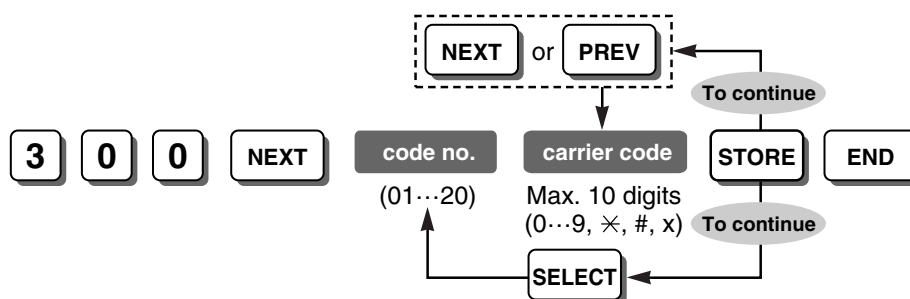 NEXT or PREV
To continue
3 0 0 NEXT code no. carrier code STORE END
(01···20) Max. 10 digits
(0···9, ✳, #, x)
To continue
SELECT